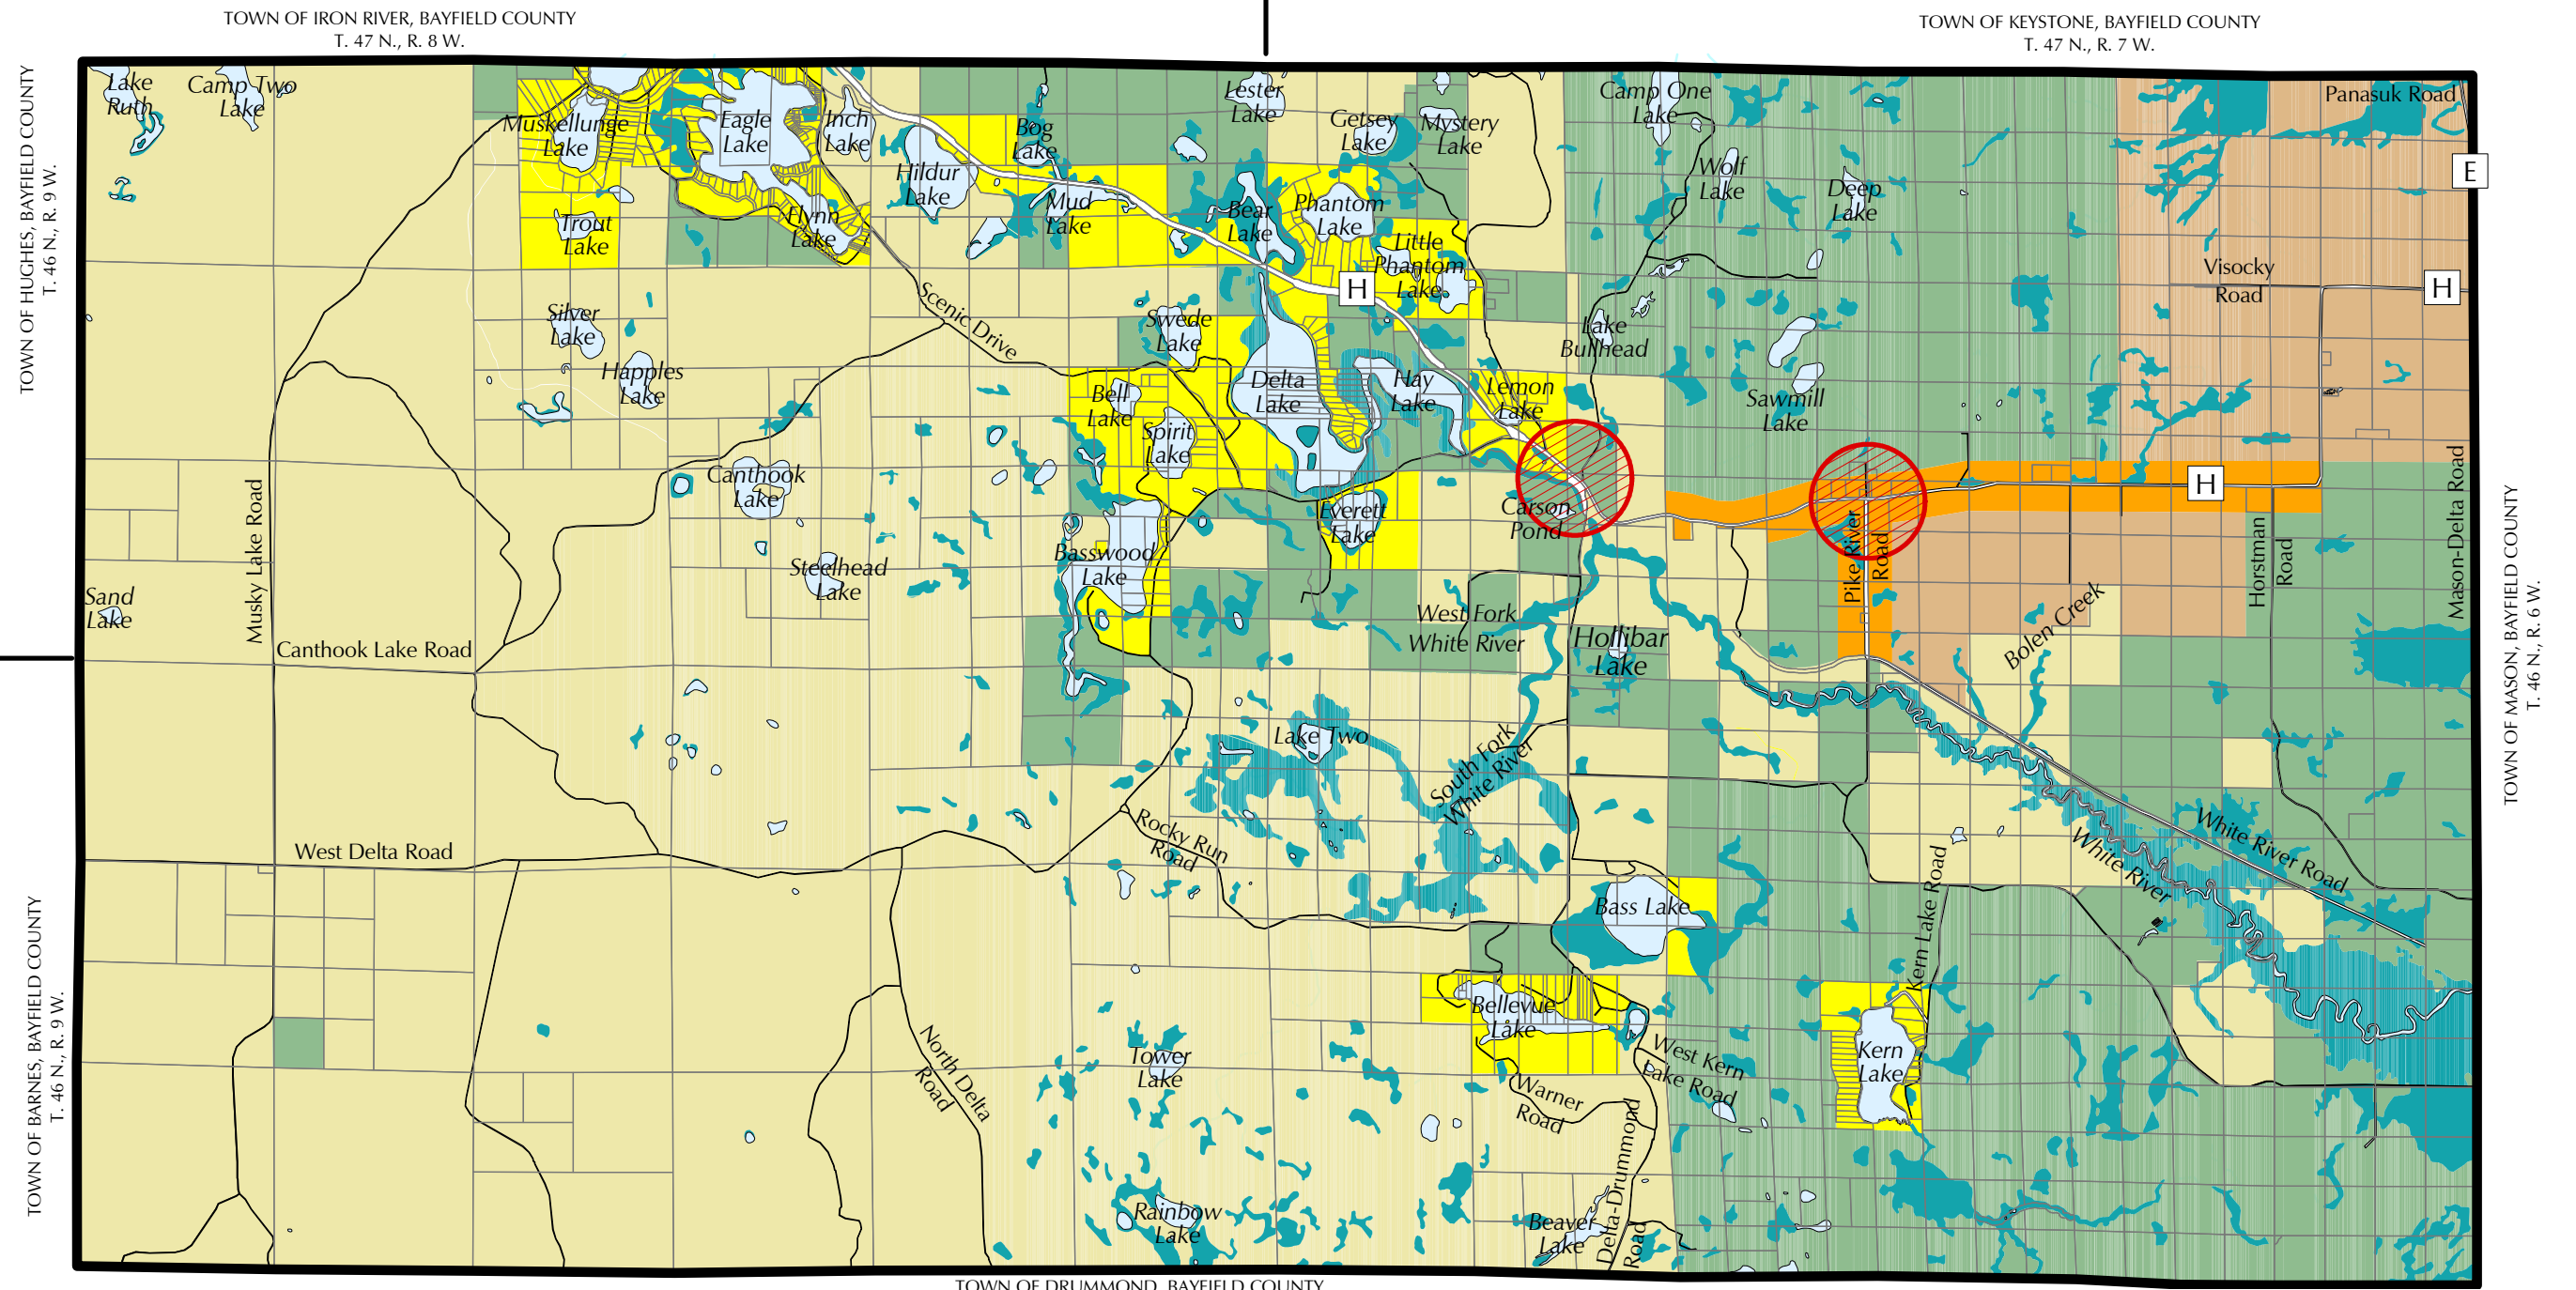 TOWN OF IRON RIVER, BAYFIELD COUNTY
T. 47 N., R. 8 W.
TOWN OF KEYSTONE, BAYFIELD COUNTY
T. 47 N., R. 7 W.
TOWN OF HUGHES, BAYFIELD COUNTY
T. 46 N., R. 9 W.
Lake
Ruth
Camp Two
Lake
Muskellunge
Lake
Eagle
Lake
Inch
Lake
Hildur
Lake
Bog
Lake
Mud
Lake
Lester
Lake
Getsey
Lake
Mystery
Lake
Camp One
Lake
Wolf
Lake
Deep
Lake
Panasuk Road
E
Trout
Lake
Flynn
Lake
Bear
Lake
Phantom
Lake
Little
Phantom
Lake
H
Visocky
Road
H
Silver
Lake
Scenic Drive
Swede
Lake
Lake
Bullhead
Happles
Lake
Bell
Lake
Delta
Lake
Hay
Lake
Lemon
Lake
Sawmill
Lake
Spirit
Lake
Canthook
Lake
Everett
Lake
Carson
Pond
H
Musky Lake Road
Pike River
Road
Horstman
Road
Mason-Delta Road
Basswood
Lake
Steelhead
Lake
Sand
Lake
West Fork
White River
Hollibar
Lake
Bolen Creek
Canthook Lake Road
TOWN OF MASON, BAYFIELD COUNTY
T. 46 N., R. 6 W.
Lake Two
South Fork
White River
Rocky Run
Road
West Delta Road
White River Road
White River
Bass Lake
Kern Lake Road
TOWN OF BARNES, BAYFIELD COUNTY
T. 46 N., R. 9 W.
Bellevue
Lake
West Kern
Lake Road
Kern
Lake
North Delta
Road
Tower
Lake
Warner
Road
Rainbow
Lake
Beaver
Lake
Delta-Drummond
Road
TOWN OF DRUMMOND, BAYFIELD COUNTY